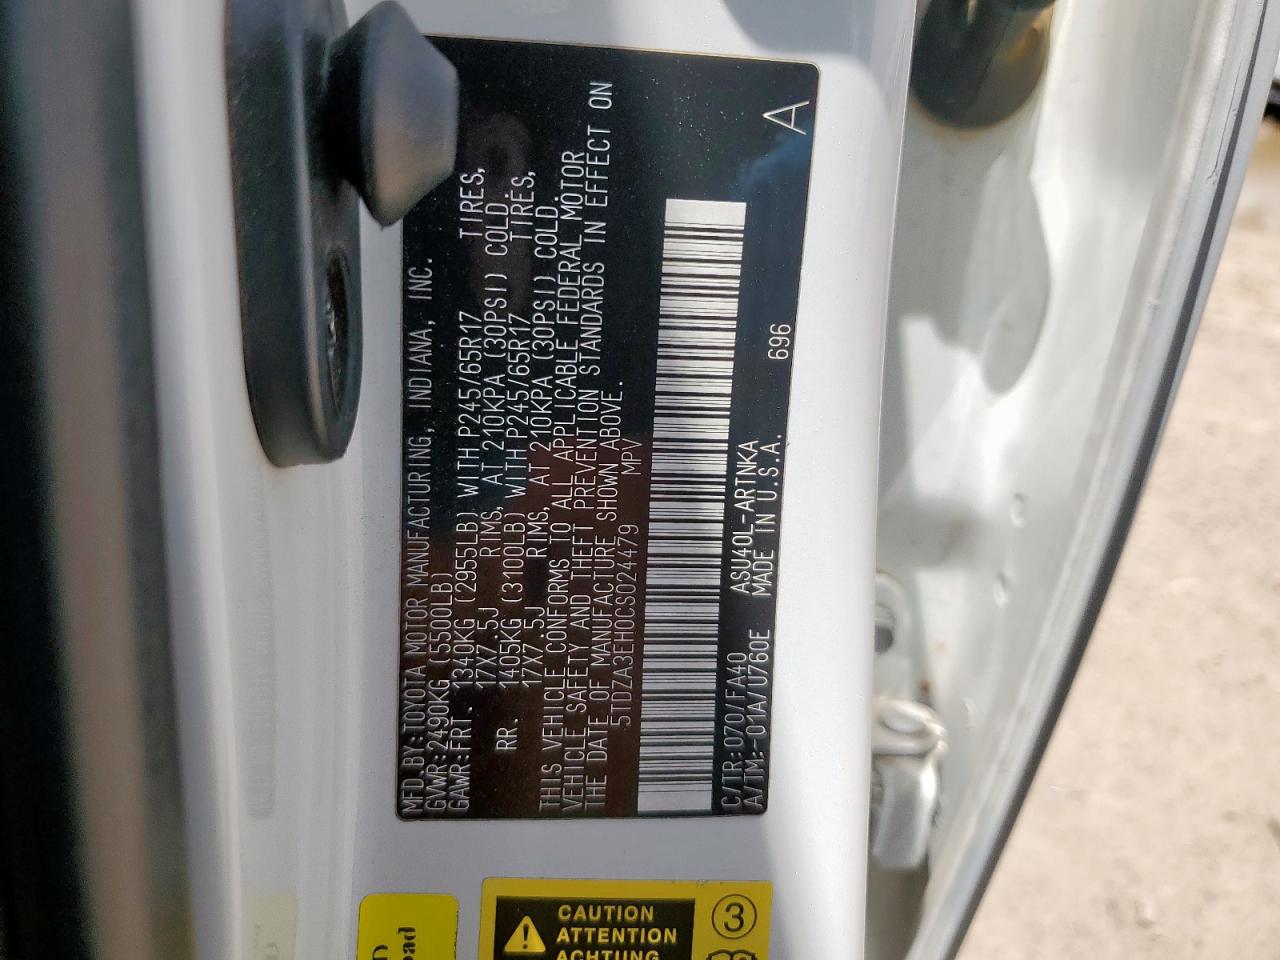 MFD.BY:TOYOTA MOTOR MANUFACTURING, INDIANA, INC.
GVWR:2490KG (5500LB)
GAWR:FRT. 1340KG (2955LB) WITH P245/65R17 TIRES,
17X7.5J RIMS, AT 210KPA (30PSI) COLD.
RR. 1405KG (3100LB) WITH P245/65R17 TIRES,
17X7.5J RIMS, AT 210KPA (30PSI) COLD.
THIS VEHICLE CONFORMS TO ALL APPLICABLE FEDERAL MOTOR
VEHICLE SAFETY AND THEFT PREVENTION STANDARDS IN EFFECT ON
THE DATE OF MANUFACTURE SHOWN ABOVE.
5TDZA3EH0CS024479 MPV
C/TR:070/FA40 ASU40L-ARTNKA 696 A
A/TM:-01A/U760E MADE IN U.S.A.
CAUTION
ATTENTION
ACHTUNG
3